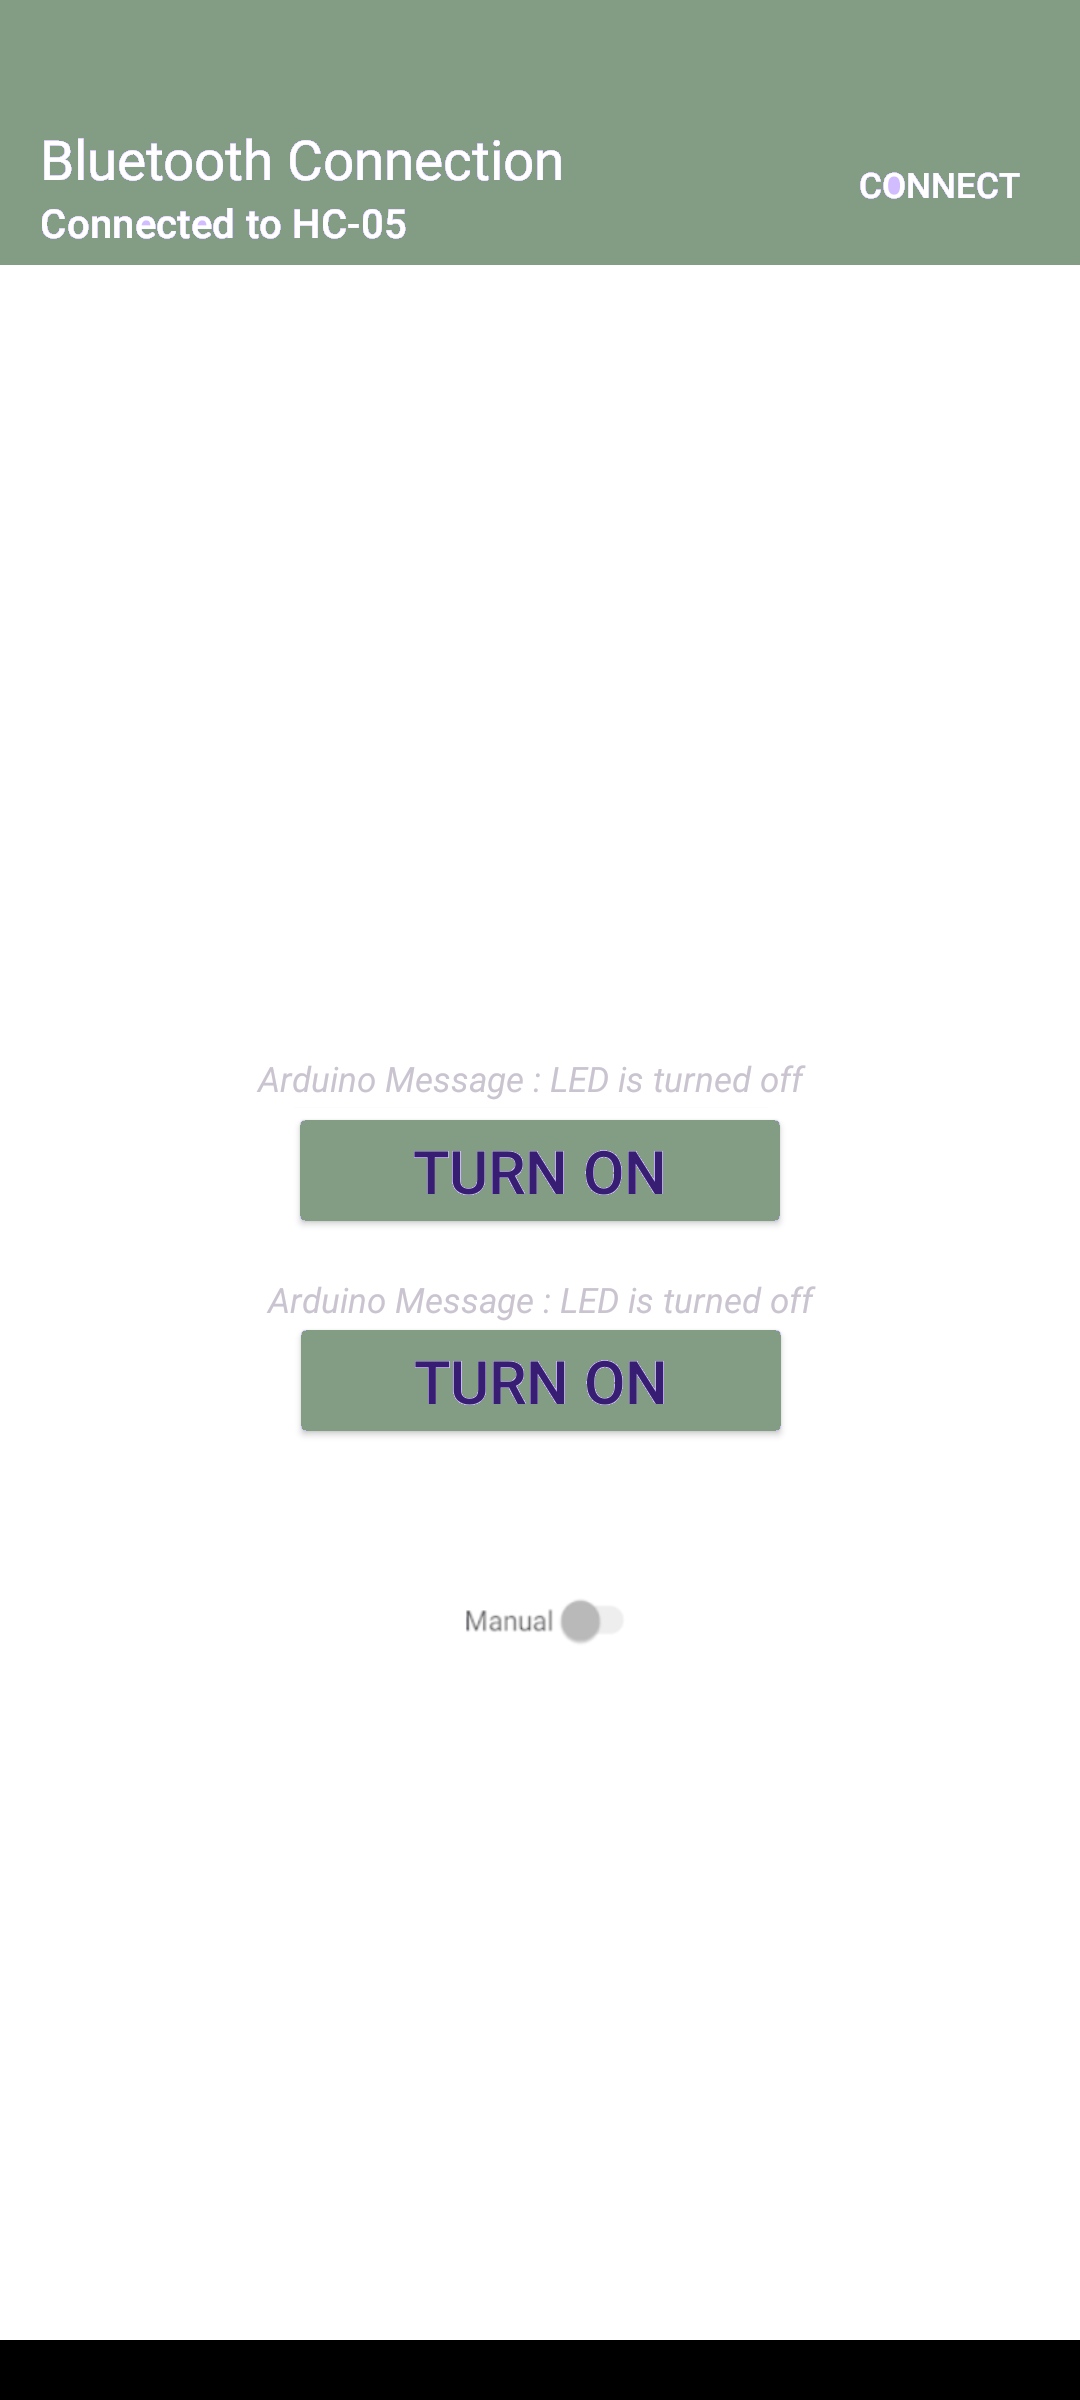 Bluetooth Connection
CONNECT
Connected to HC-05
Arduino Message : LED is turned off
TURN ON
Arduino Message : LED is turned off
TURN ON
Manual